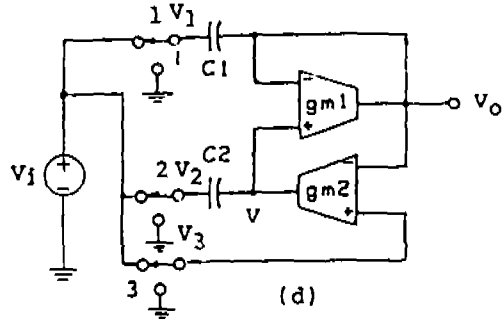 1 V1
1
C1
- gm1 +
Vo
Vi + -
2 V2 C2
V
- gm2 +
V3
3
(d)